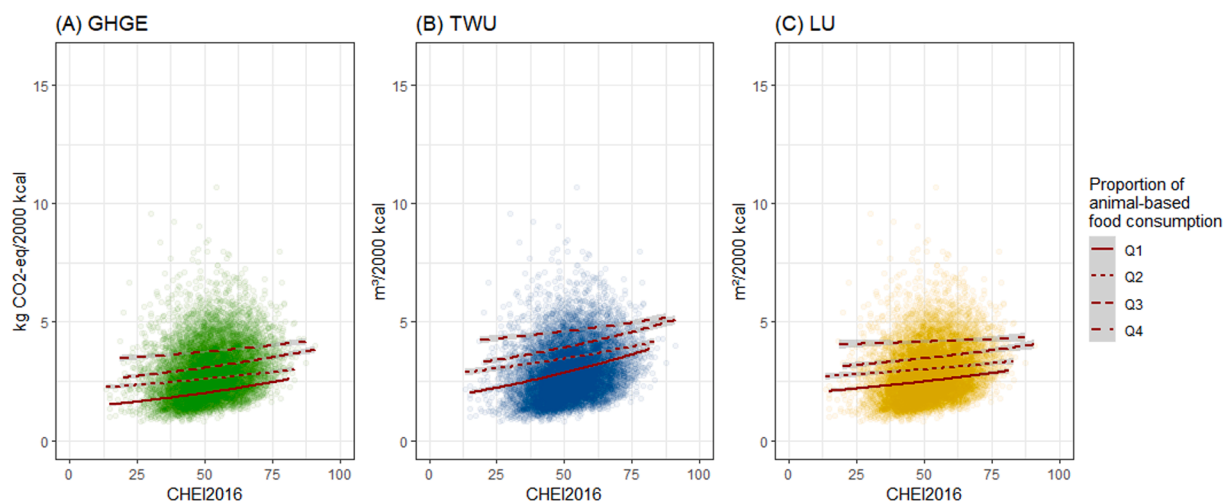 (A) GHGE
(B) TWU
(C) LU
kg CO2-eq/2000 kcal
15
10
5
0
0 25 50 75 100
CHEI2016
m³/2000 kcal
15
10
5
0
0 25 50 75 100
CHEI2016
m²/2000 kcal
15
10
5
0
0 25 50 75 100
CHEI2016
Proportion of
animal-based
food consumption
Q1
Q2
Q3
Q4